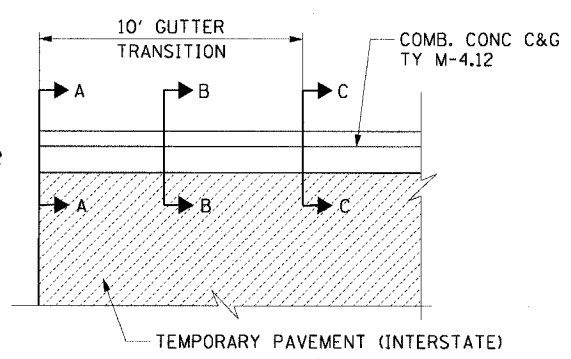 10' GUTTER
TRANSITION
COMB. CONC C&G
TY M-4.12
A
B
C
A
B
C
TEMPORARY PAVEMENT (INTERSTATE)